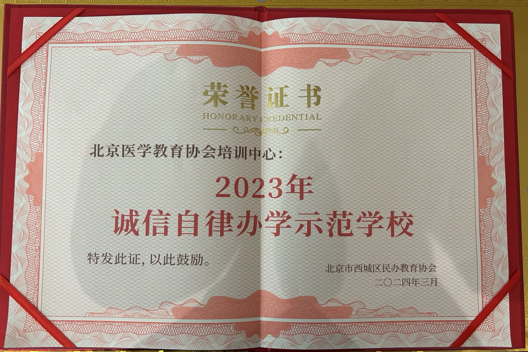 荣誉证书
HONORARY CREDENTIAL
北京医学教育协会培训中心：
2023年
诚信自律办学示范学校
特发此证，以此鼓励。
北京市西城区民办教育协会
二〇二四年三月